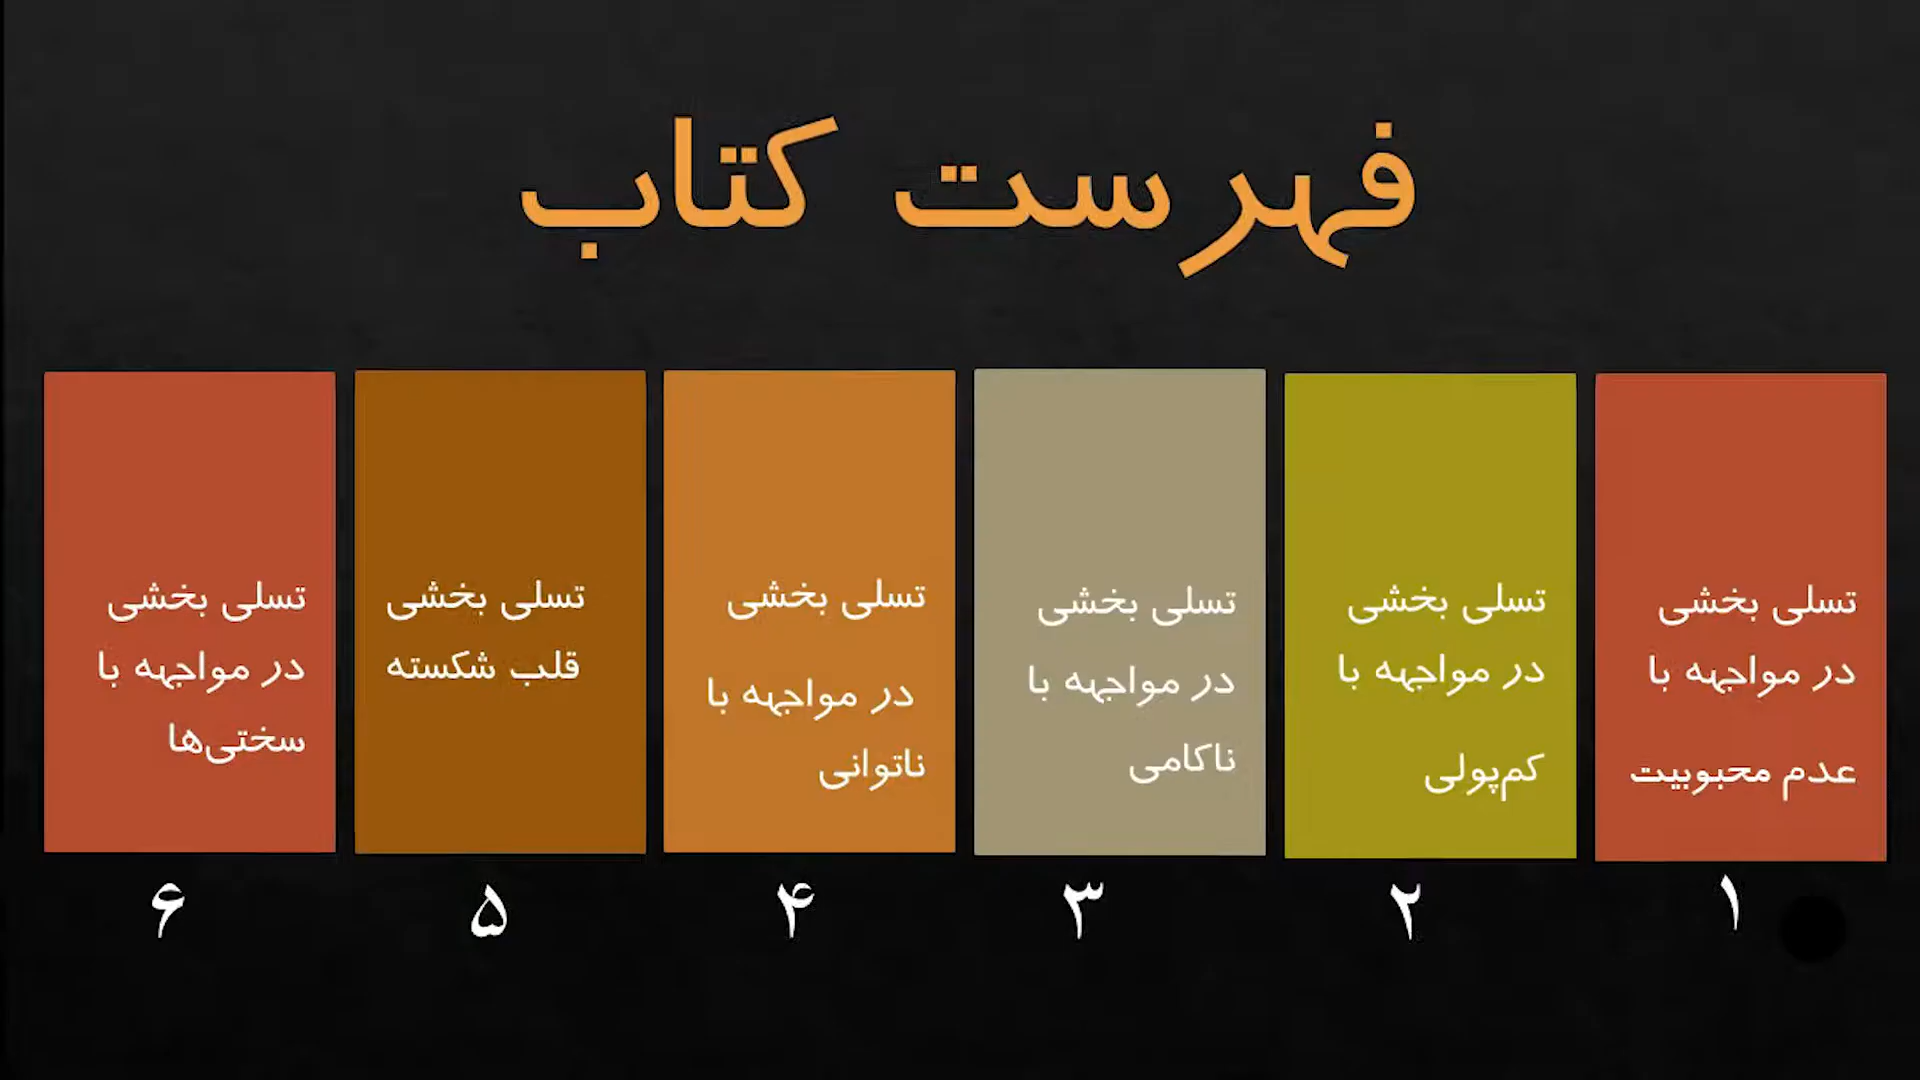 فهرست کتاب
تسلی بخشی
در مواجهه با
عدم محبوبیت
۱
تسلی بخشی
در مواجهه با
کم‌پولی
۲
تسلی بخشی
در مواجهه با
ناکامی
۳
تسلی بخشی
در مواجهه با
ناتوانی
۴
تسلی بخشی
قلب شکسته
۵
تسلی بخشی
در مواجهه با
سختی‌ها
۶